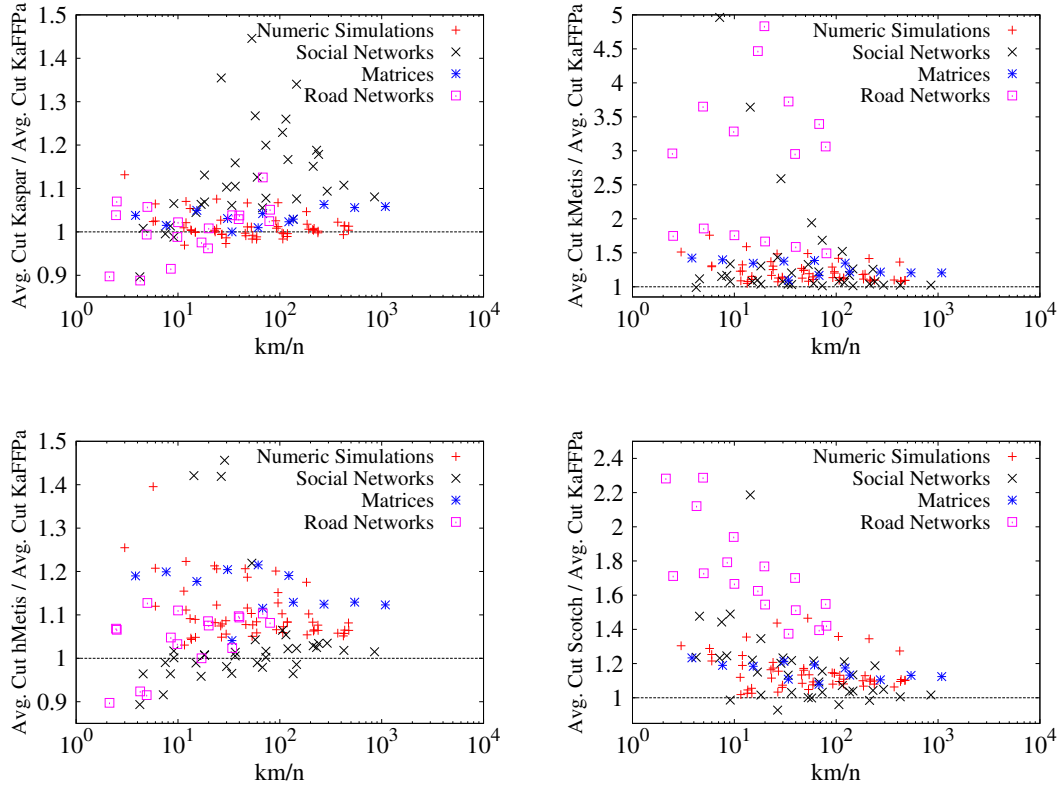 Avg. Cut Kaspar / Avg. Cut KaFFPa
1.5
1.4
1.3
1.2
1.1
1
0.9
Numeric Simulations
Social Networks
Matrices
Road Networks
10^0 10^1 10^2 10^3 10^4
km/n
Avg. Cut kMetis / Avg. Cut KaFFPa
5
4.5
4
3.5
3
2.5
2
1.5
1
Numeric Simulations
Social Networks
Matrices
Road Networks
10^0 10^1 10^2 10^3 10^4
km/n
Avg. Cut hMetis / Avg. Cut KaFFPa
1.5
1.4
1.3
1.2
1.1
1
0.9
Numeric Simulations
Social Networks
Matrices
Road Networks
10^0 10^1 10^2 10^3 10^4
km/n
Avg. Cut Scotch / Avg. Cut KaFFPa
2.4
2.2
2
1.8
1.6
1.4
1.2
1
Numeric Simulations
Social Networks
Matrices
Road Networks
10^0 10^1 10^2 10^3 10^4
km/n